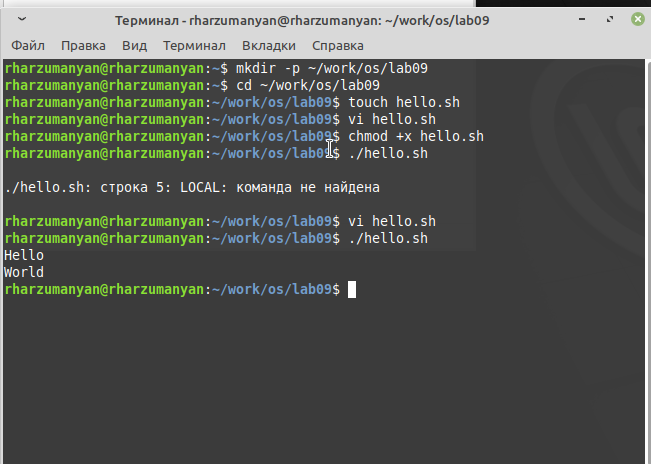 Терминал - rharzumanyan@rharzumanyan: ~/work/os/lab09
Файл Правка Вид Терминал Вкладки Справка
rharzumanyan@rharzumanyan:~$ mkdir -p ~/work/os/lab09
rharzumanyan@rharzumanyan:~$ cd ~/work/os/lab09
rharzumanyan@rharzumanyan:~/work/os/lab09$ touch hello.sh
rharzumanyan@rharzumanyan:~/work/os/lab09$ vi hello.sh
rharzumanyan@rharzumanyan:~/work/os/lab09$ chmod +x hello.sh
rharzumanyan@rharzumanyan:~/work/os/lab09$ ./hello.sh
./hello.sh: строка 5: LOCAL: команда не найдена
rharzumanyan@rharzumanyan:~/work/os/lab09$ vi hello.sh
rharzumanyan@rharzumanyan:~/work/os/lab09$ ./hello.sh
Hello
World
rharzumanyan@rharzumanyan:~/work/os/lab09$